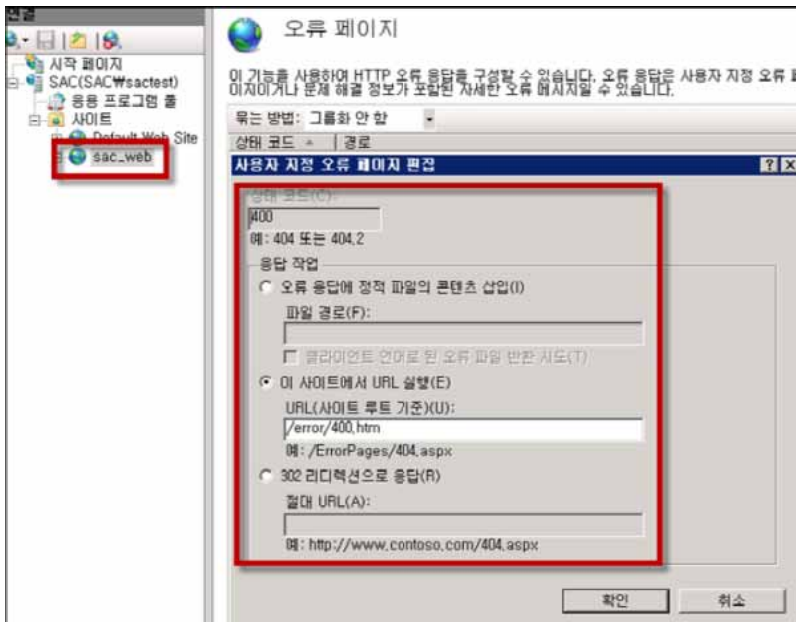 연결
시작 페이지
SAC(SAC₩sactest)
응용 프로그램 풀
사이트
Default Web Site
sac_web
오류 페이지
이 기능을 사용하여 HTTP 오류 응답을 구성할 수 있습니다. 오류 응답은 사용자 지정 오류
이지이거나 문제 해결 정보가 포함된 자세한 오류 메시지일 수 있습니다.
묶는 방법: 그룹화 안 함
상태 코드 경로
사용자 지정 오류 페이지 편집
상태 코드(C):
400
예: 404 또는 404.2
응답 작업
오류 응답에 정적 파일의 콘텐츠 삽입(I)
파일 경로(F):
클라이언트 언어로 된 오류 파일 반환 시도(T)
이 사이트에서 URL 실행(E)
URL(사이트 루트 기준)(U):
/error/400.htm
예: /ErrorPages/404.aspx
302 리디렉션으로 응답(R)
절대 URL(A):
예: http://www.contoso.com/404.aspx
확인 취소